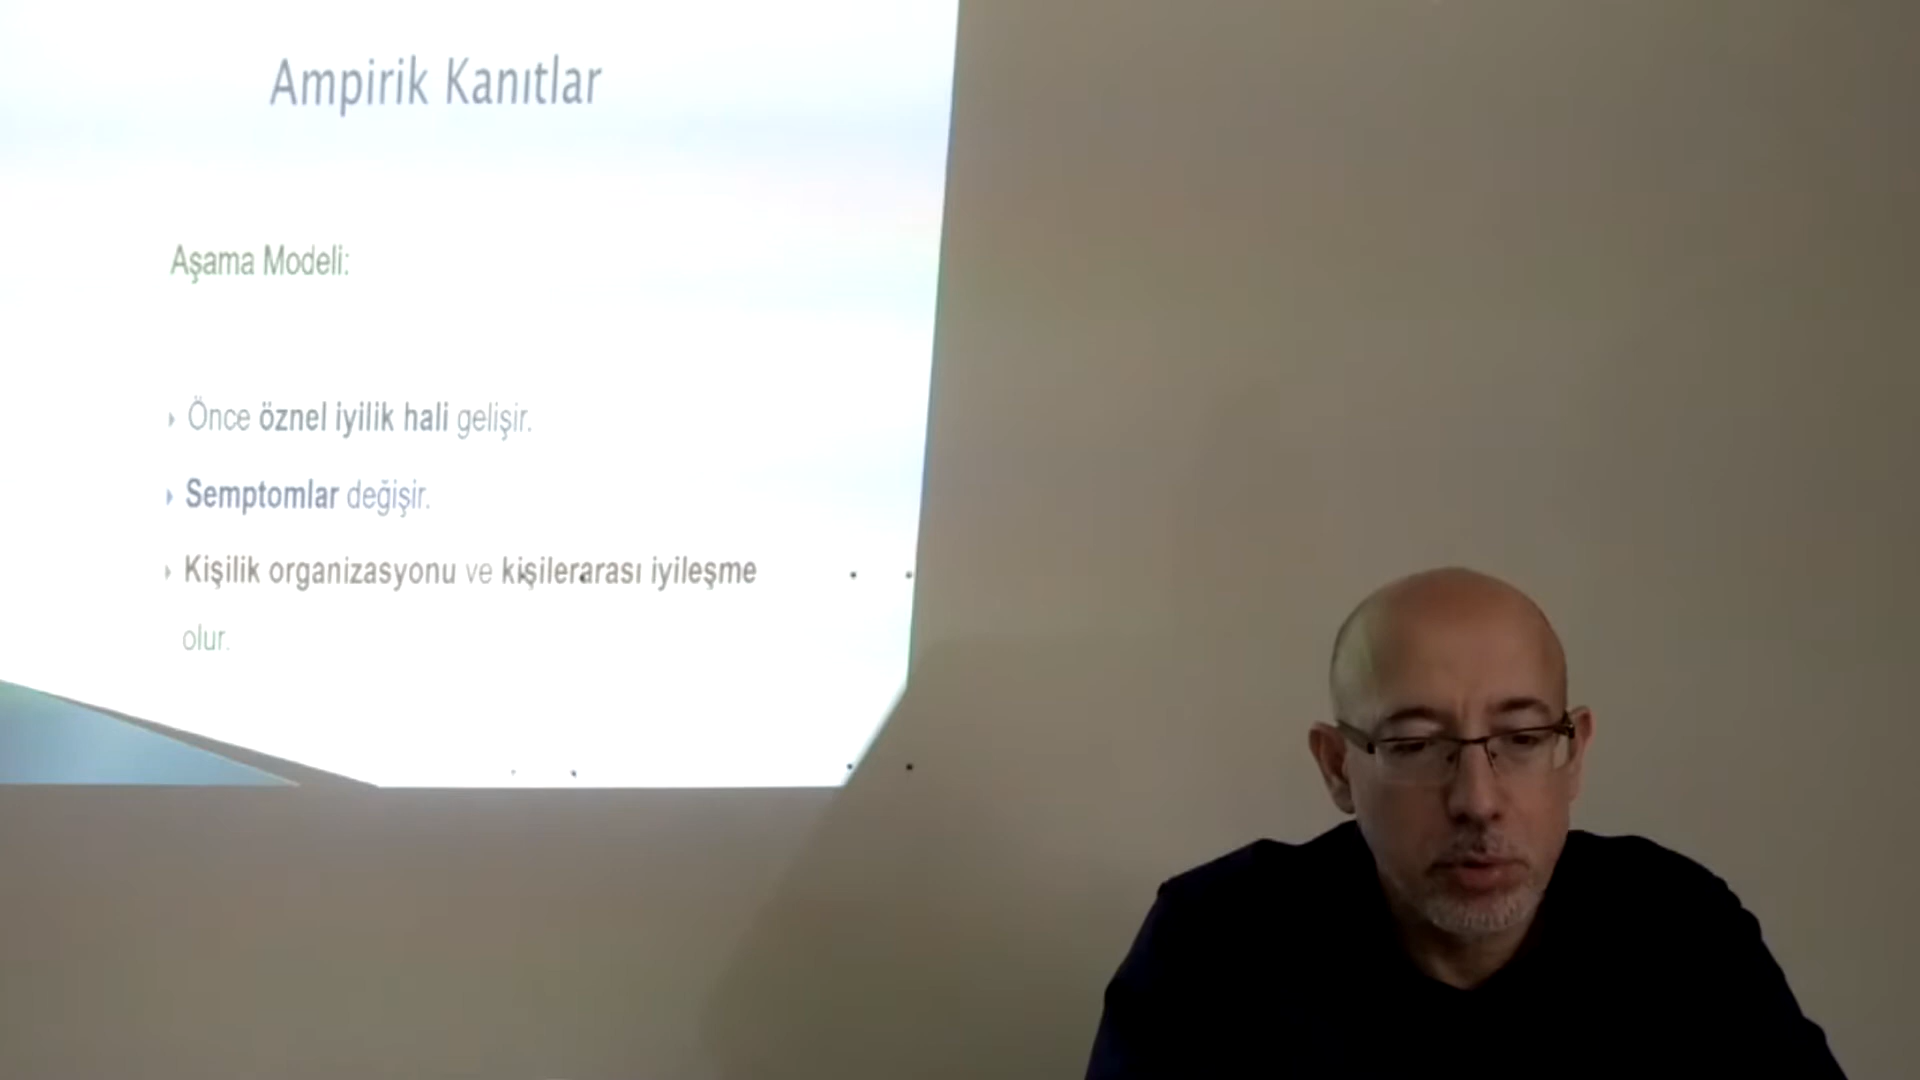 Ampirik Kanıtlar
Aşama Modeli:
Önce öznel iyilik hali gelişir.
Semptomlar değişir.
Kişilik organizasyonu ve kişilerarası iyileşme
olur.